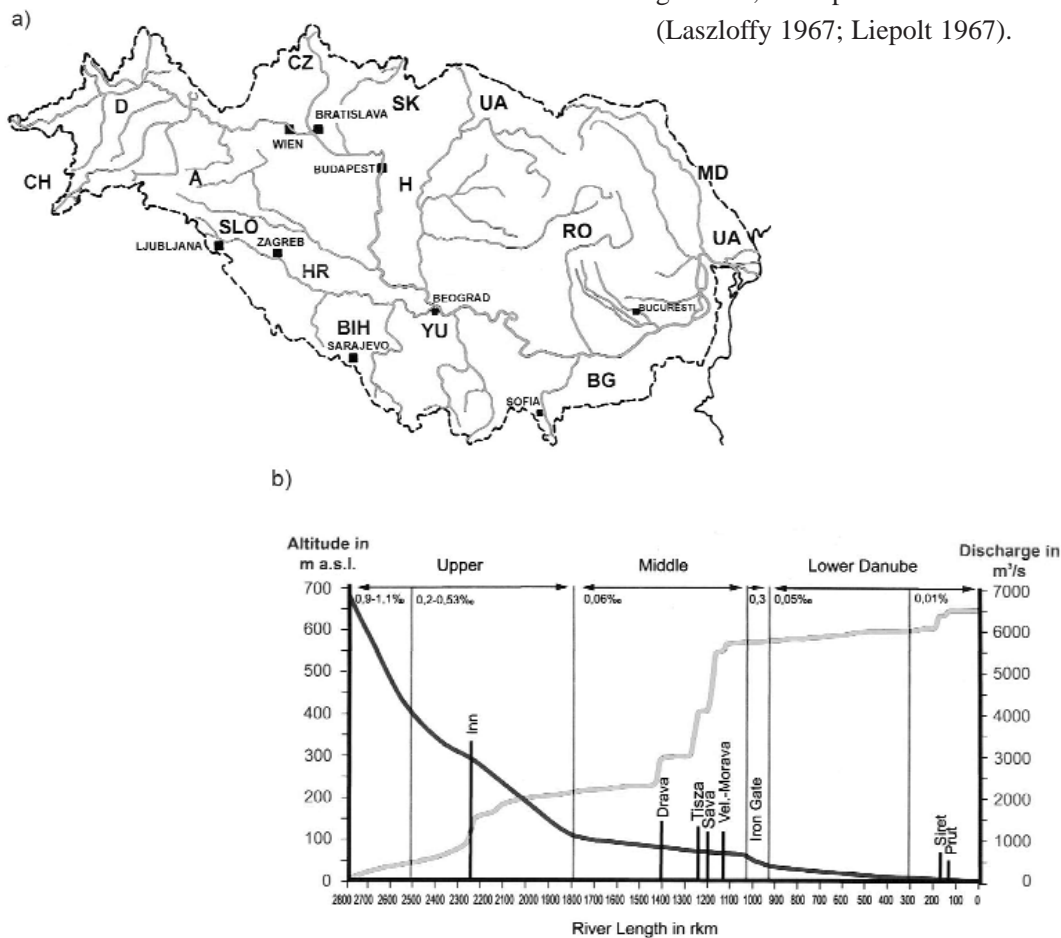 (Laszloffy 1967; Liepolt 1967).
a)
CZ
SK
UA
D
BRATISLAVA
WIEN
BUDAPEST
MD
CH
A
H
SLO
RO
UA
LJUBLJANA
ZAGREB
HR
BEOGRAD
BUCURESTI
BIH
YU
SARAJEVO
BG
SOFIA
b)
Altitude in
m a.s.l.
Upper
Middle
Lower Danube
Discharge in
m³/s
700
600
500
400
300
200
100
0
0,9-1,1‰
0,2-0,53‰
0,06‰
0,3
0,05‰
0,01%
7000
6000
5000
4000
3000
2000
1000
0
Inn
Drava
Tisza
Sava
Vel.-Morava
Iron Gate
Siret
Prut
2800 2700 2600 2500 2400 2300 2200 2100 2000 1900 1800 1700 1600 1500 1400 1300 1200 1100 1000 900 800 700 600 500 400 300 200 100 0
River Length in rkm